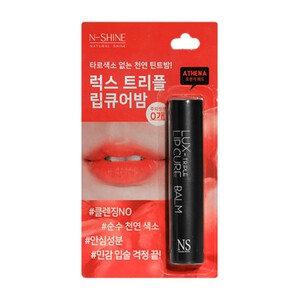 N-SHINE
NATURAL SHINE
타르색소 없는 천연 틴트밤!
럭스 트리플
립큐어밤
ATHENA
0개
#클렌징NO
#순수 천연 색소
#안심성분
#민감 입술 걱정 끝!
LUX-TRIPLE
LIP CURE BALM
NS